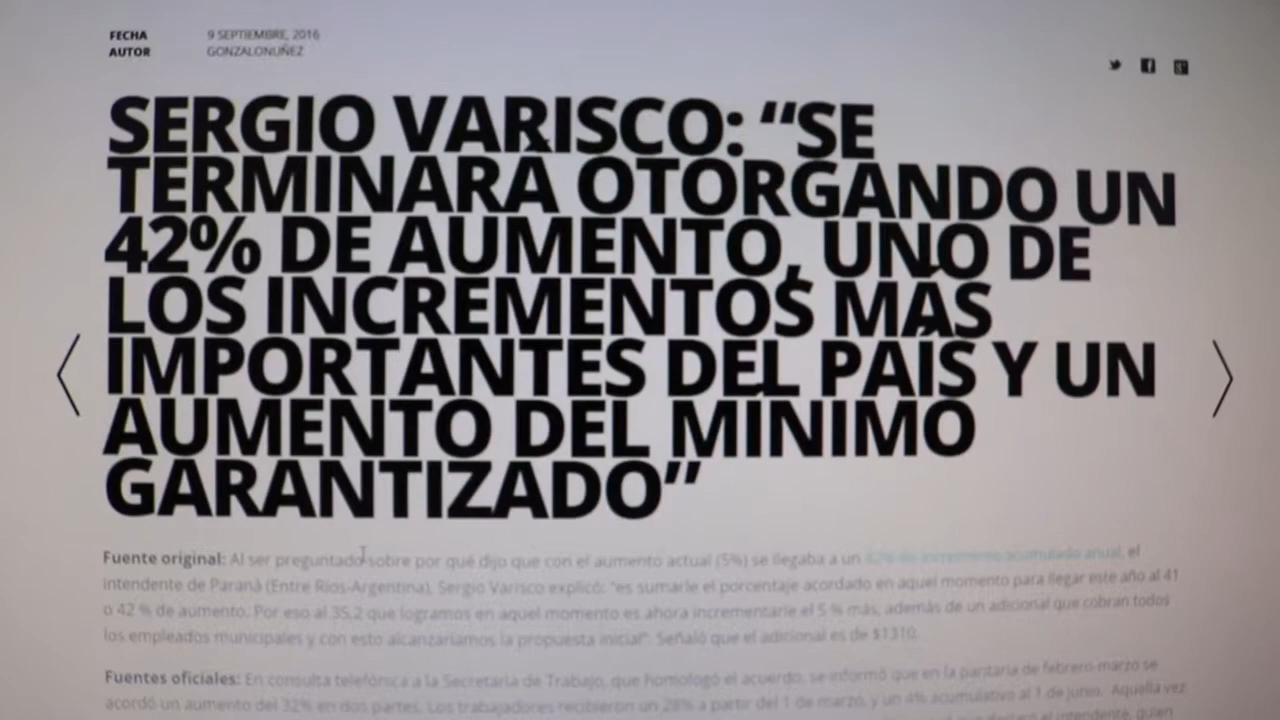 FECHA 9 SEPTIEMBRE, 2016
AUTOR GONZALONUÑEZ
SERGIO VARISCO: “SE
TERMINARÁ OTORGANDO UN
42% DE AUMENTO, UNO DE
LOS INCREMENTOS MÁS
IMPORTANTES DEL PAÍS Y UN
AUMENTO DEL MÍNIMO
GARANTIZADO”
Fuente original: Al ser preguntado sobre por qué dijo que con el aumento actual (5%) se llegaba a un 42% de incremento acumulado anual, el
intendente de Paraná (Entre Ríos-Argentina), Sergio Varisco explicó: “es sumarle el porcentaje acordado en aquel momento para llegar este año al 41
o 42 % de aumento. Por eso al 35,2 que logramos en aquel momento es ahora incrementarle el 5 % más, además de un adicional que cobran todos
los empleados municipales y con esto alcanzaríamos la propuesta inicial”. Señaló que el adicional es de $1310.
Fuentes oficiales: En consulta telefónica a la Secretaría de Trabajo, que homologó el acuerdo, se informó que en la paritaria de febrero-marzo se
acordó un aumento del 32% en dos partes. Los trabajadores recibieron un 28% a partir del 1 de marzo, y un 4% acumulativo al 1 de junio. Aquella vez
el intendente, quien